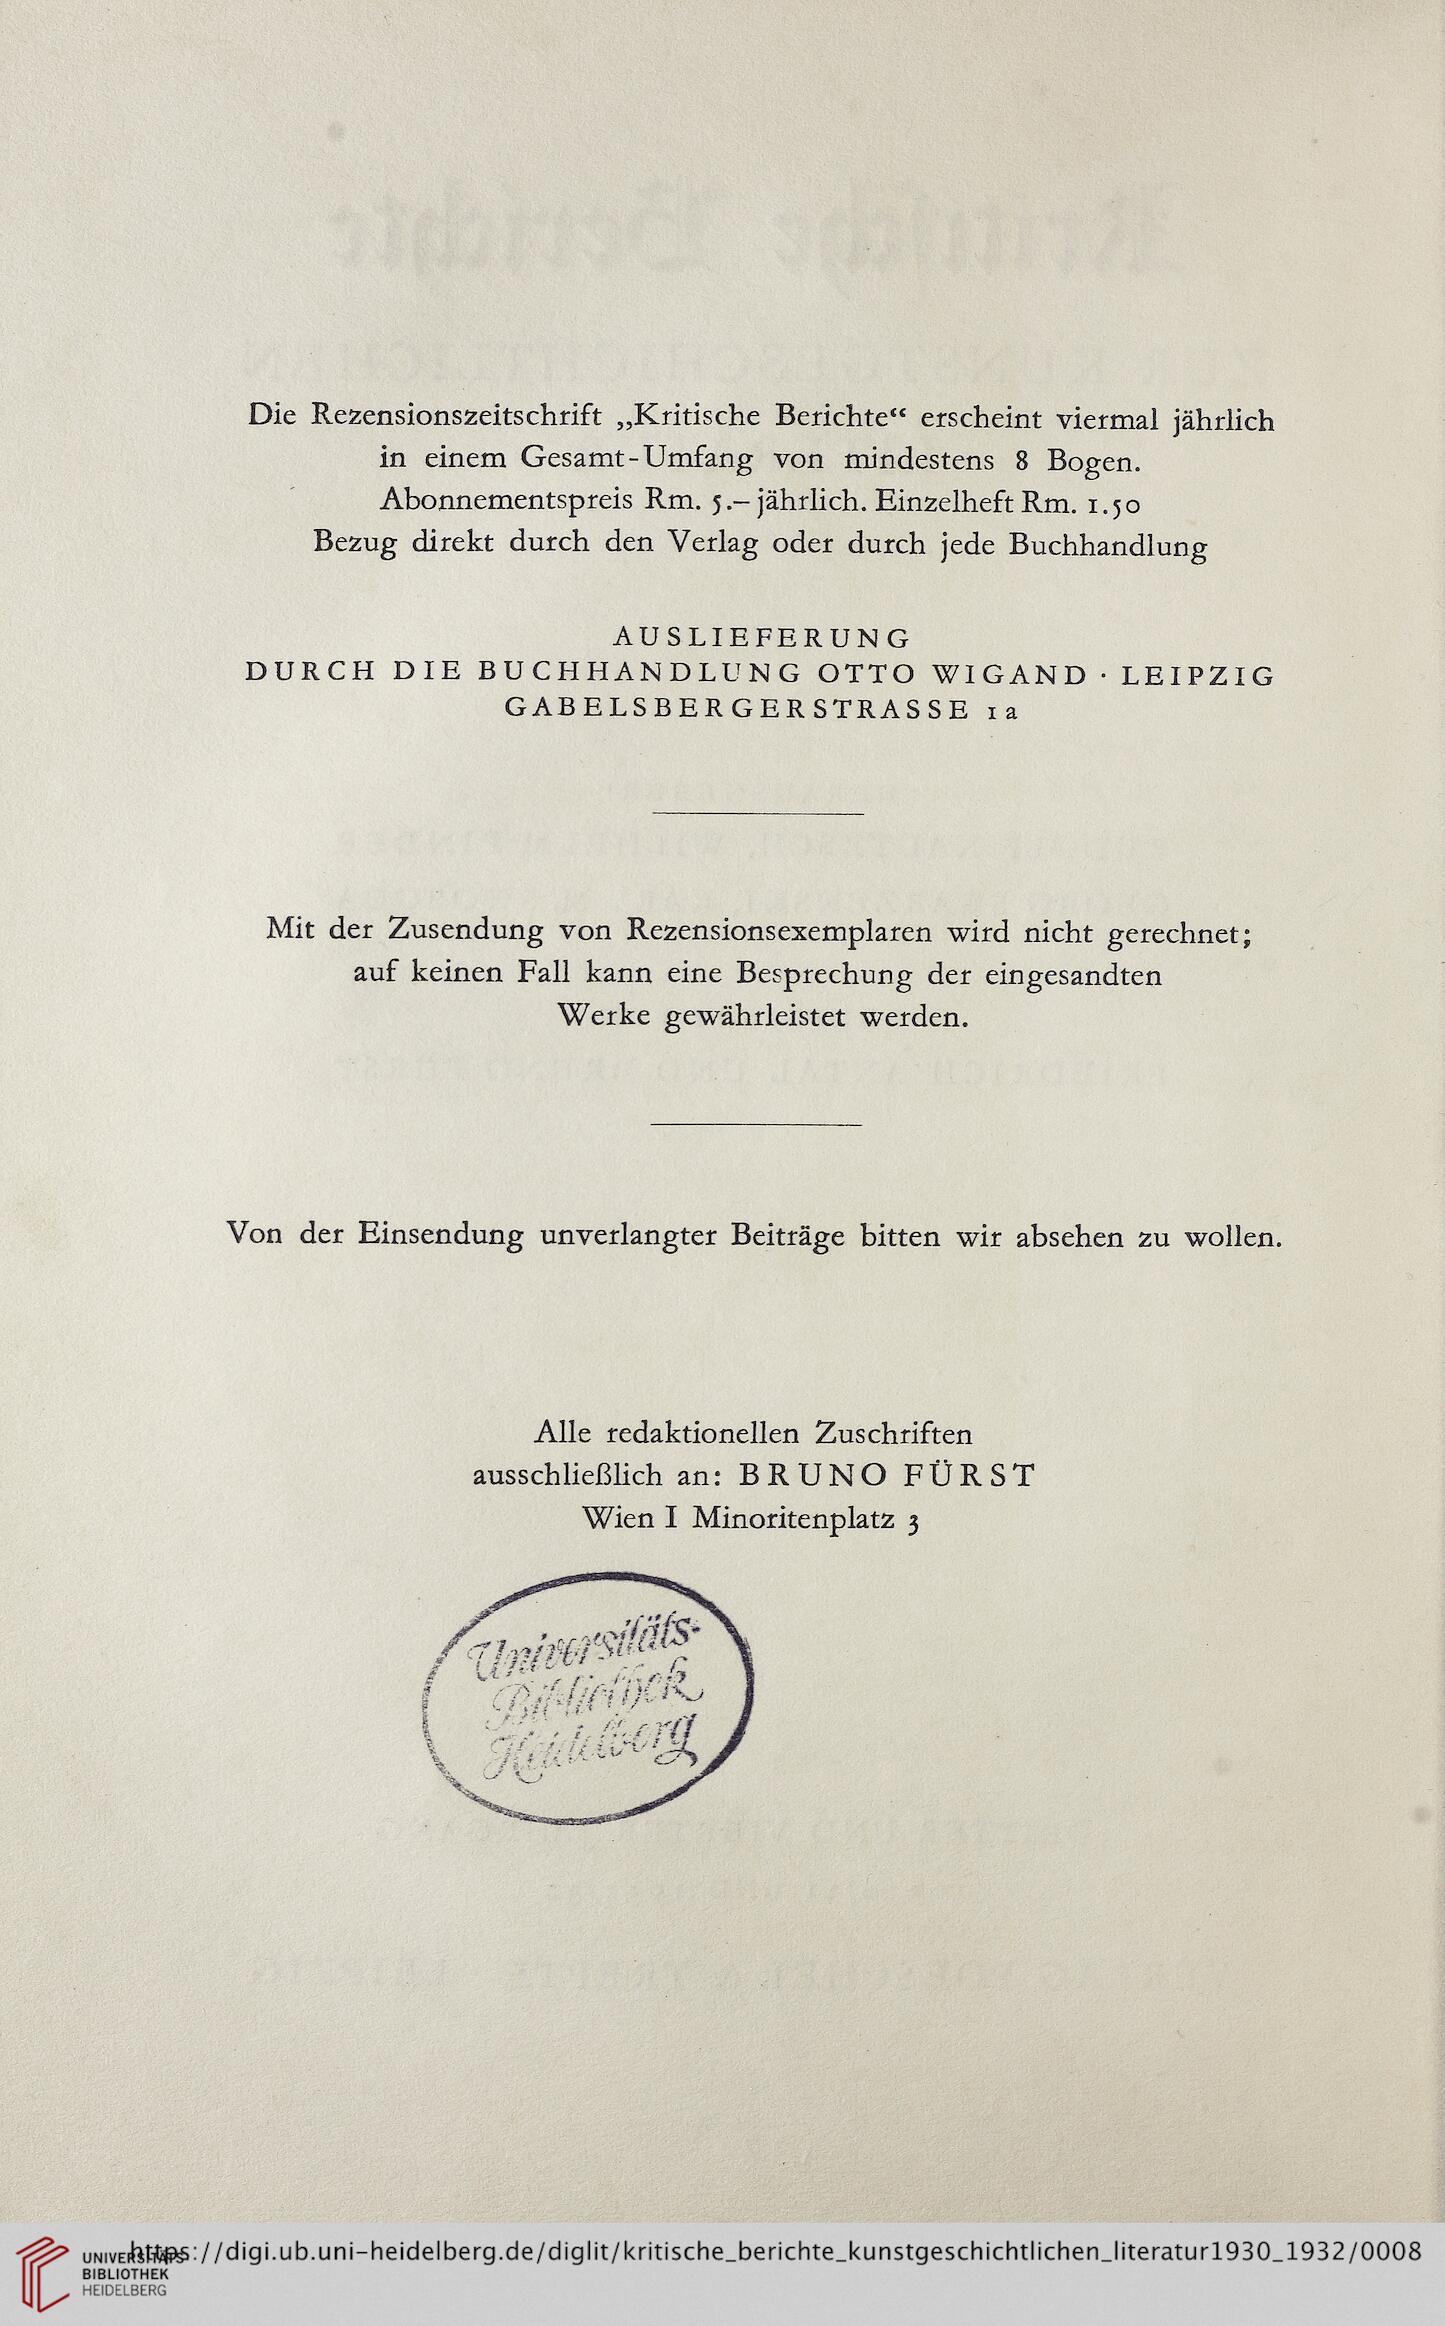 Die Rezensionszeitschrift „Kritische Berichte“ erscheint viermal jährlich
in einem Gesamt-Umfang von mindestens 8 Bogen.
Abonnementspreis Rm. 5.– jährlich. Einzelheft Rm. 1.50
Bezug direkt durch den Verlag oder durch jede Buchhandlung
AUSLIEFERUNG
DURCH DIE BUCHHANDLUNG OTTO WIGAND · LEIPZIG
GABELSBERGERSTRASSE 1a
Mit der Zusendung von Rezensionsexemplaren wird nicht gerechnet;
auf keinen Fall kann eine Besprechung der eingesandten
Werke gewährleistet werden.
Von der Einsendung unverlangter Beiträge bitten wir absehen zu wollen.
Alle redaktionellen Zuschriften
ausschließlich an: BRUNO FÜRST
Wien I Minoritenplatz 3
Universitäts-
Bibliothek
Heidelberg
https://digi.ub.uni-heidelberg.de/diglit/kritische_berichte_kunstgeschichtlichen_literatur1930_1932/0008
UNIVERSITÄTS
BIBLIOTHEK
HEIDELBERG